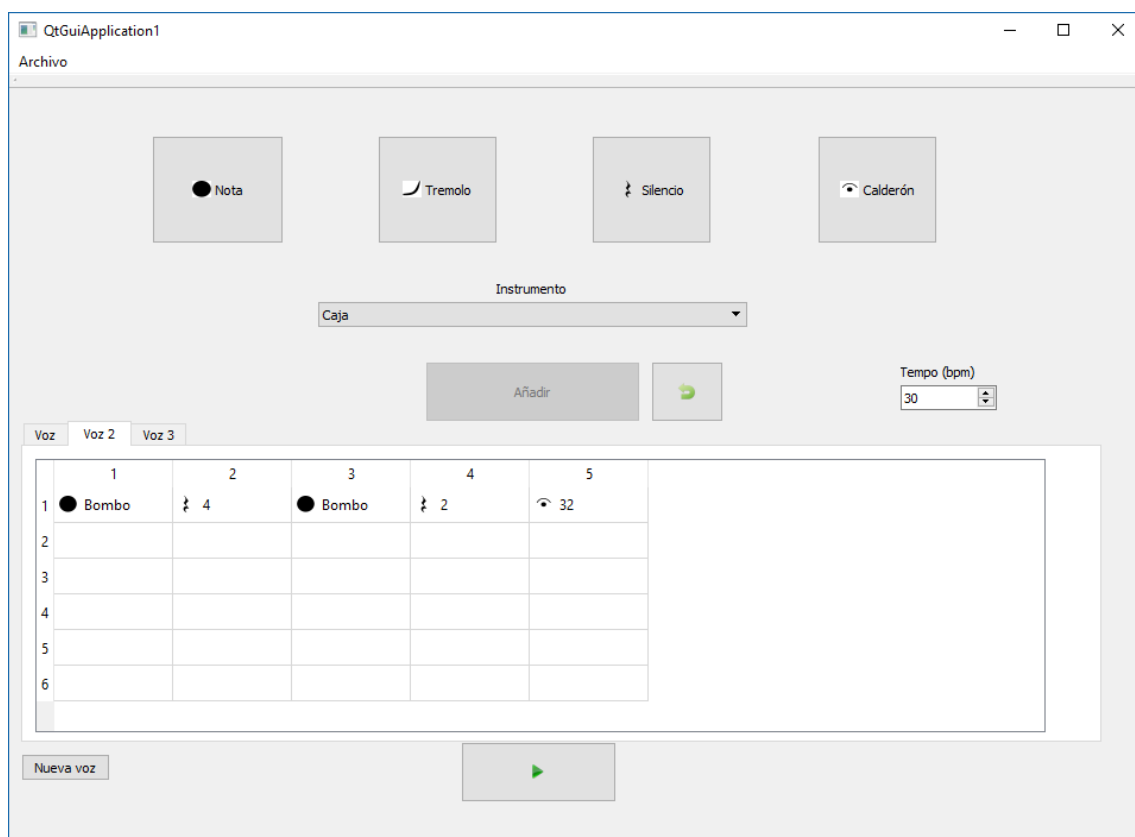 QtGuiApplication1
Archivo
Nota Tremolo Silencio Calderón
Instrumento
Caja
Tempo (bpm)
Añadir
30
Voz Voz 2 Voz 3
1 2 3 4 5
1 Bombo 4 Bombo 2 32
2
3
4
5
6
Nueva voz